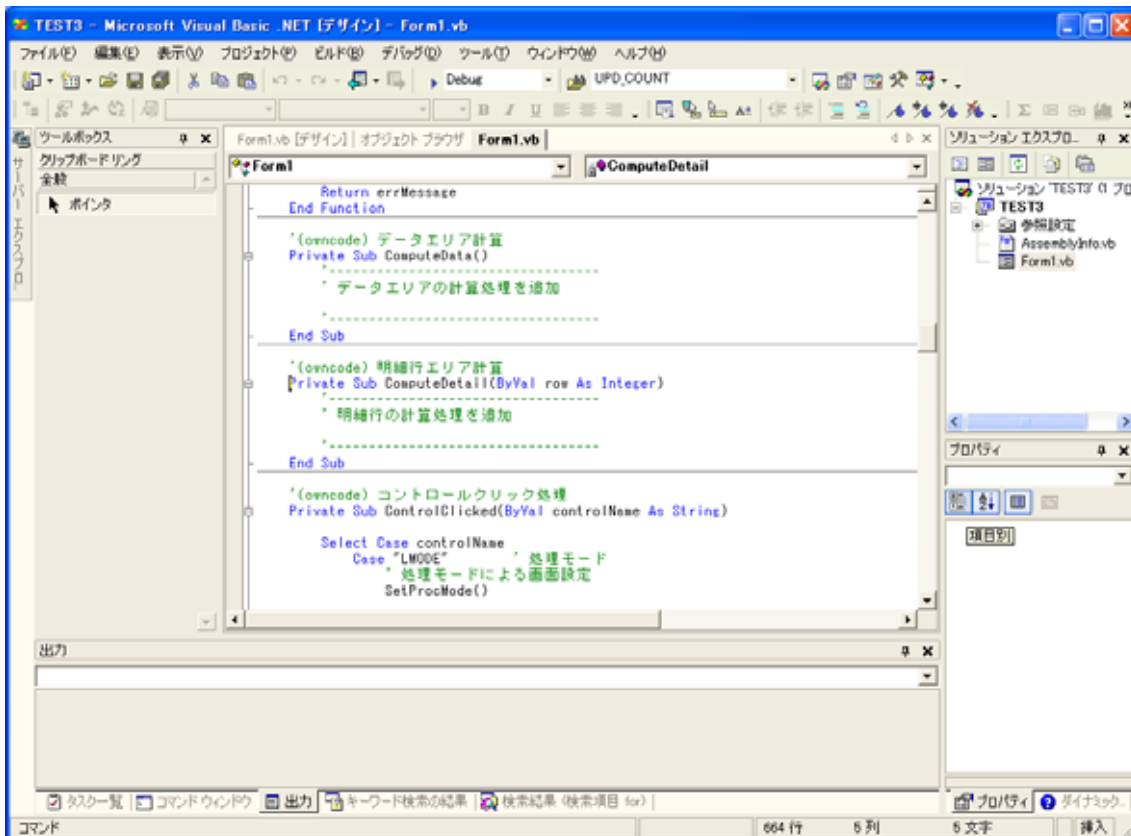 TEST3 - Microsoft Visual Basic .NET [デザイン] - Form1.vb
ファイル(F) 編集(E) 表示(V) プロジェクト(P) ビルド(B) デバッグ(D) ツール(T) ウィンドウ(W) ヘルプ(H)
Debug UPD_COUNT
ツールボックス
クリップボード リング
全般
ポインタ
サーバー エクスプロ...
Form1.vb [デザイン] オブジェクト ブラウザ Form1.vb
Form1 ComputeDetail
Return errMessage
End Function
'(owncode) データエリア計算
Private Sub ComputeData()
'----------------------------------
' データエリアの計算処理を追加
'----------------------------------
End Sub
'(owncode) 明細行エリア計算
Private Sub ComputeDetail(ByVal row As Integer)
'----------------------------------
' 明細行の計算処理を追加
'----------------------------------
End Sub
'(owncode) コントロールクリック処理
Private Sub ControlClicked(ByVal controlName As String)
Select Case controlName
Case "LMODE" ' 処理モード
' 処理モードによる画面設定
SetProcMode()
ソリューション エクスプロ...
ソリューション 'TEST3' (1 プロ
TEST3
参照設定
AssemblyInfo.vb
Form1.vb
プロパティ
項目別
出力
タスク一覧 コマンド ウィンドウ 出力 キーワード検索の結果 検索結果 (検索項目 for)
プロパティ ダイナミック...
コマンド 664 行 5 列 5 文字 挿入